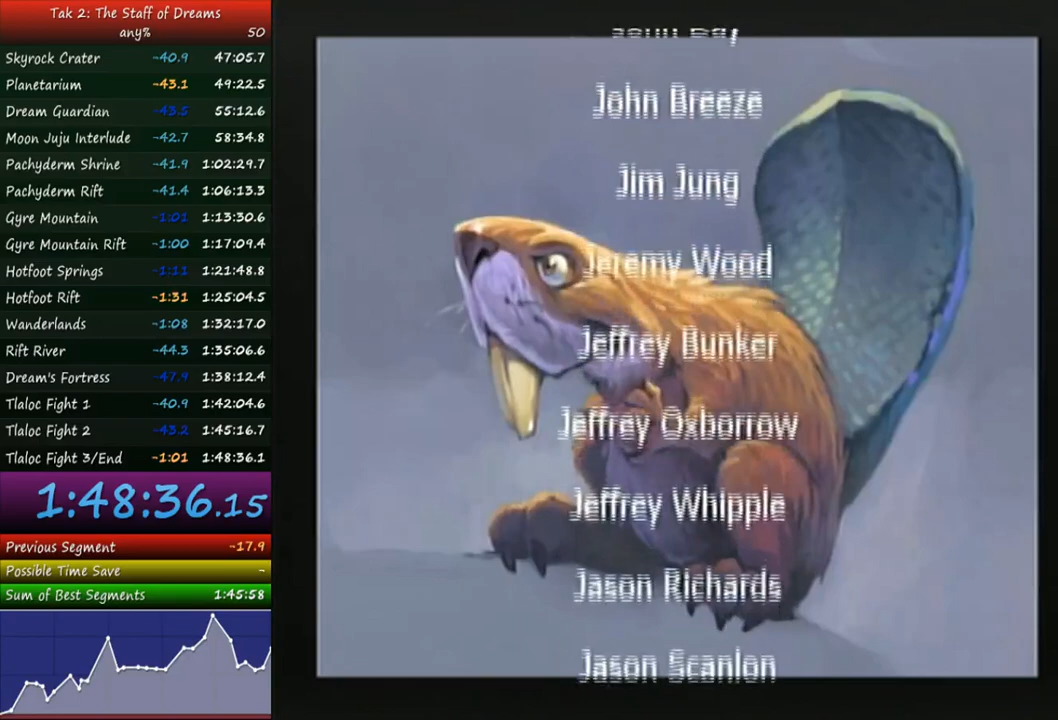 Tak 2: The Staff of Dreams
any% 50
Skyrock Crater -40.9 47:05.7
Planetarium -43.1 49:22.5
Dream Guardian -43.5 55:12.6
Moon Juju Interlude -42.7 58:34.8
Pachyderm Shrine -41.9 1:02:29.7
Pachyderm Rift -41.4 1:06:13.3
Gyre Mountain -1:01 1:13:30.6
Gyre Mountain Rift -1:00 1:17:09.4
Hotfoot Springs -1:11 1:21:48.8
Hotfoot Rift -1:31 1:25:04.5
Wanderlands -1:08 1:32:17.0
Rift River -44.3 1:35:06.6
Dream's Fortress -47.9 1:38:12.4
Tlaloc Fight 1 -40.9 1:42:04.6
Tlaloc Fight 2 -43.2 1:45:16.7
Tlaloc Fight 3/End -1:01 1:48:36.1
1:48:36.15
Previous Segment -17.9
Possible Time Save -
Sum of Best Segments 1:45:58
John Breeze
Jim Jung
Jeremy Wood
Jeffrey Bunker
Jeffrey Oxborrow
Jeffrey Whipple
Jason Richards
Jason Scanlon